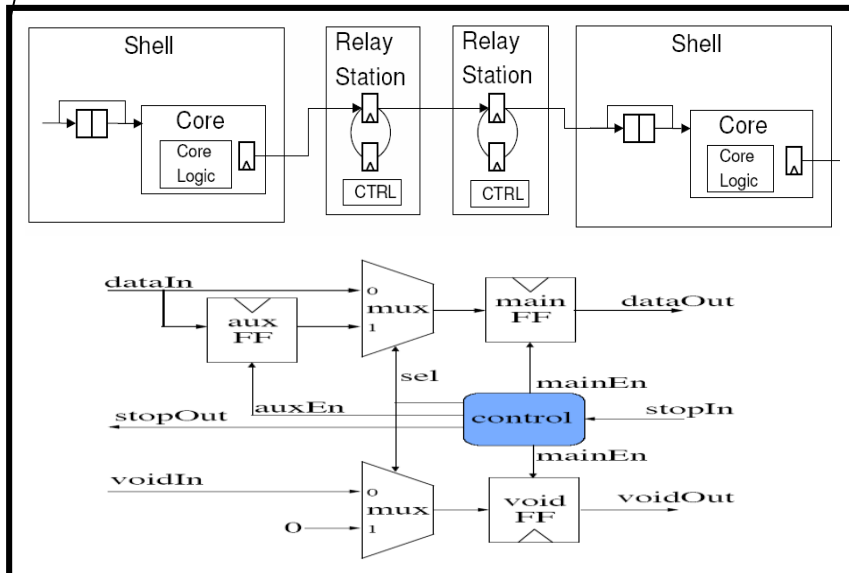 Shell
Relay
Station
Relay
Station
Shell
Core
Core
Logic
CTRL
CTRL
Core
Core
Logic
dataIn
0
mux
1
aux
FF
main
FF
dataOut
sel
mainEn
auxEn
stopOut
control
stopIn
mainEn
voidIn
0
mux
0
1
void
FF
voidOut